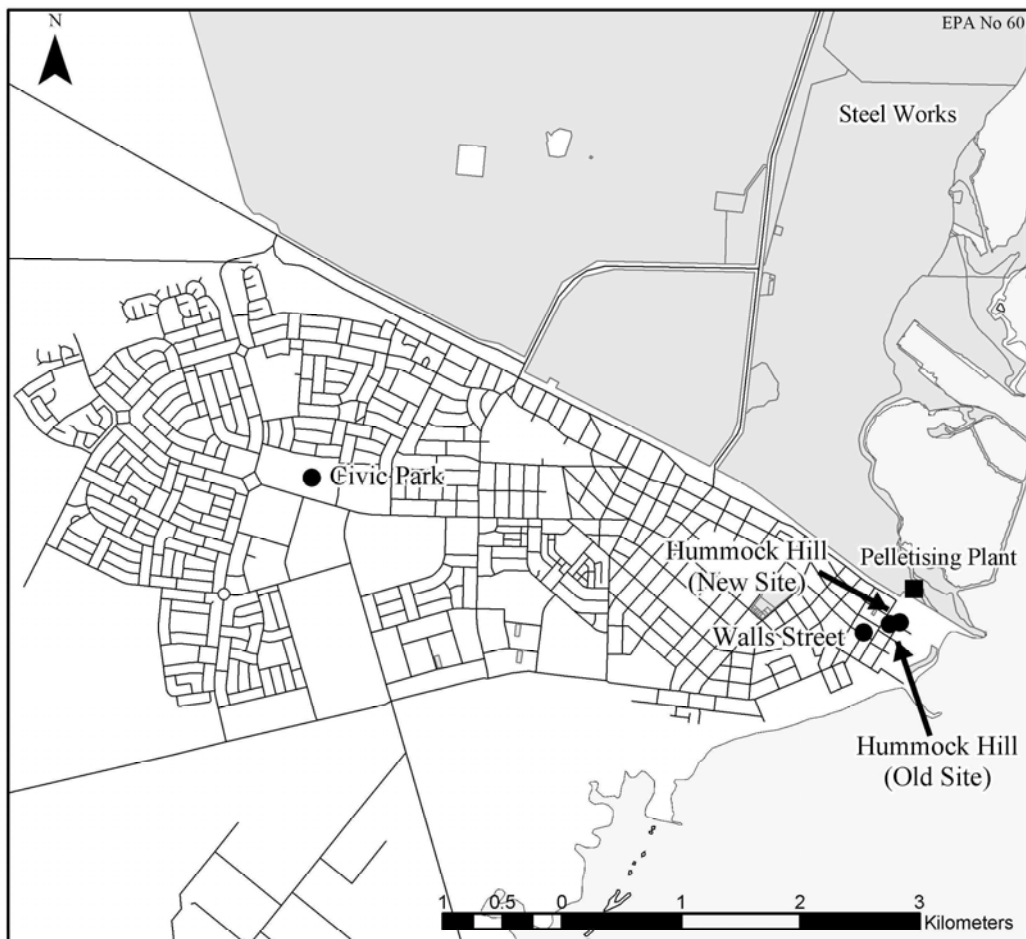 N
EPA No 60
Steel Works
Civic Park
Hummock Hill
(New Site)
Pelletising Plant
Walls Street
Hummock Hill
(Old Site)
1 0.5 0 1 2 3
Kilometers